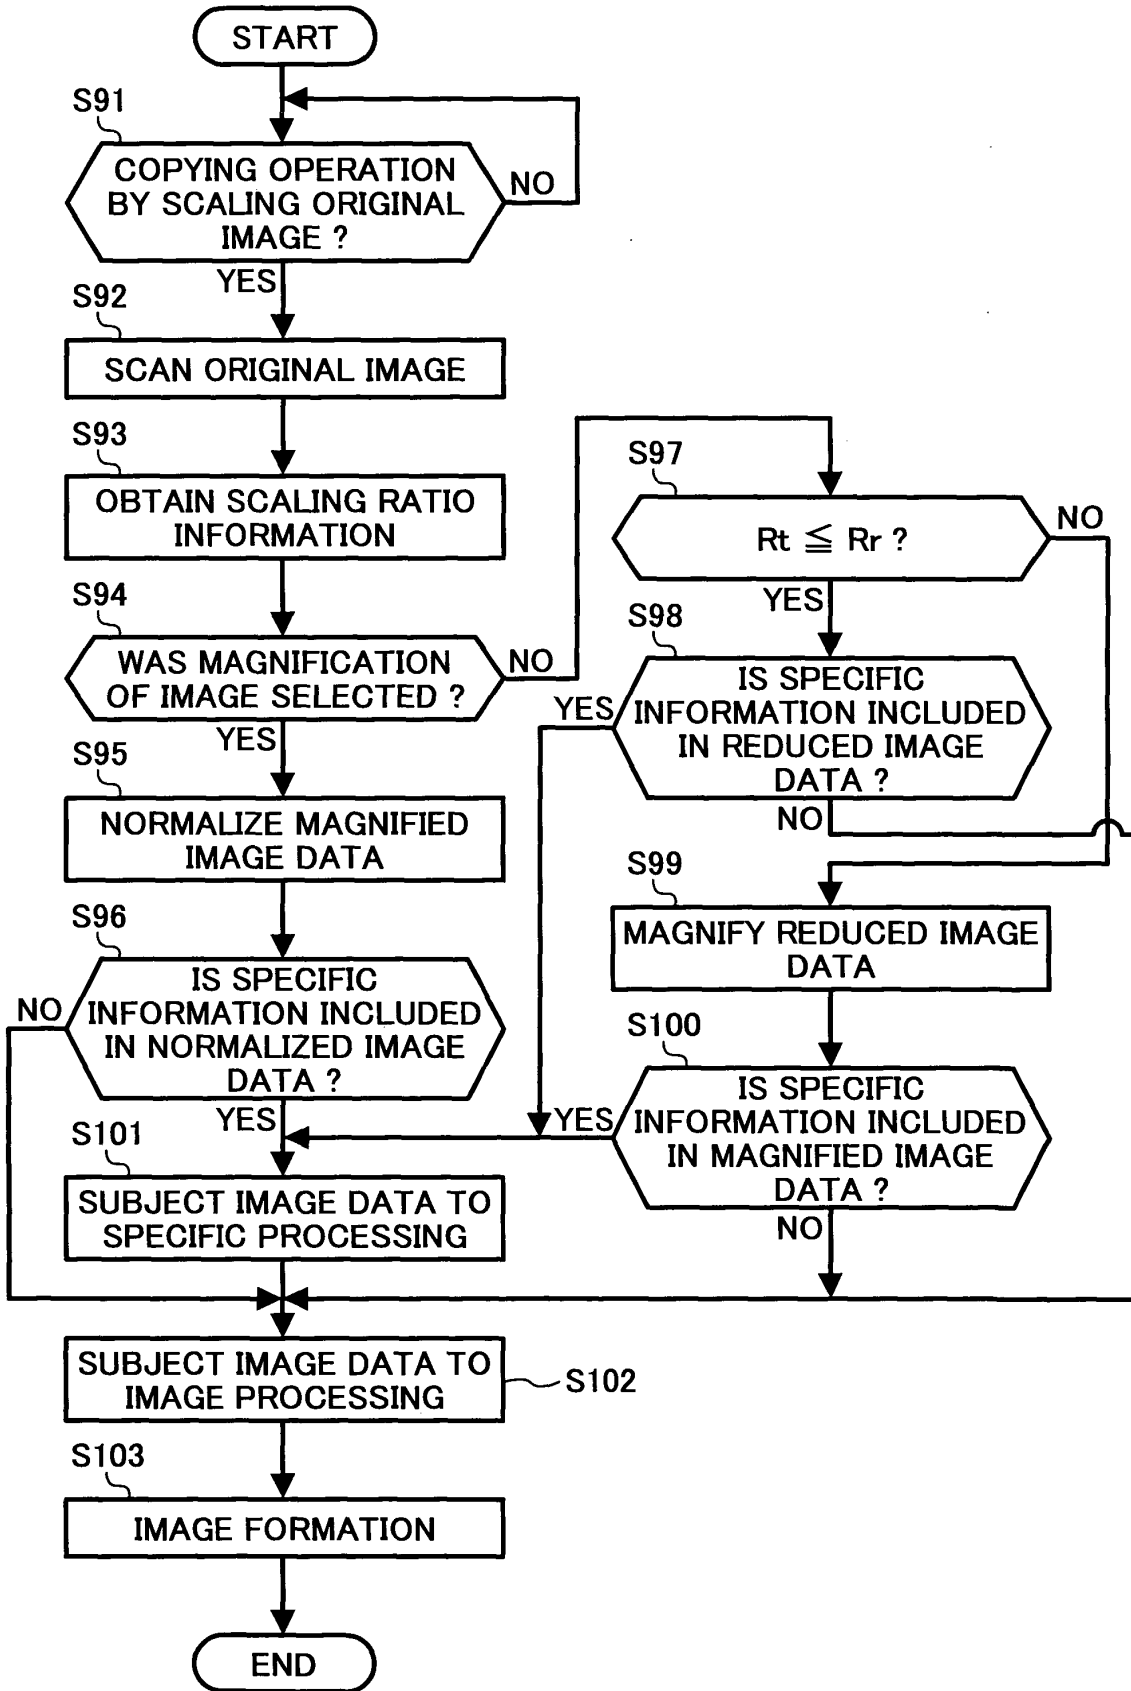 START
S91
COPYING OPERATION
BY SCALING ORIGINAL
IMAGE ?
NO
YES
S92
SCAN ORIGINAL IMAGE
S93
OBTAIN SCALING RATIO
INFORMATION
S94
WAS MAGNIFICATION
OF IMAGE SELECTED ?
NO
YES
S95
NORMALIZE MAGNIFIED
IMAGE DATA
S96
IS SPECIFIC
INFORMATION INCLUDED
IN NORMALIZED IMAGE
DATA ?
NO
YES
S97
Rt ≦ Rr ?
NO
YES
S98
IS SPECIFIC
INFORMATION INCLUDED
IN REDUCED IMAGE
DATA ?
YES
NO
S99
MAGNIFY REDUCED IMAGE
DATA
S100
IS SPECIFIC
INFORMATION INCLUDED
IN MAGNIFIED IMAGE
DATA ?
YES
NO
S101
SUBJECT IMAGE DATA TO
SPECIFIC PROCESSING
SUBJECT IMAGE DATA TO
IMAGE PROCESSING
S102
S103
IMAGE FORMATION
END